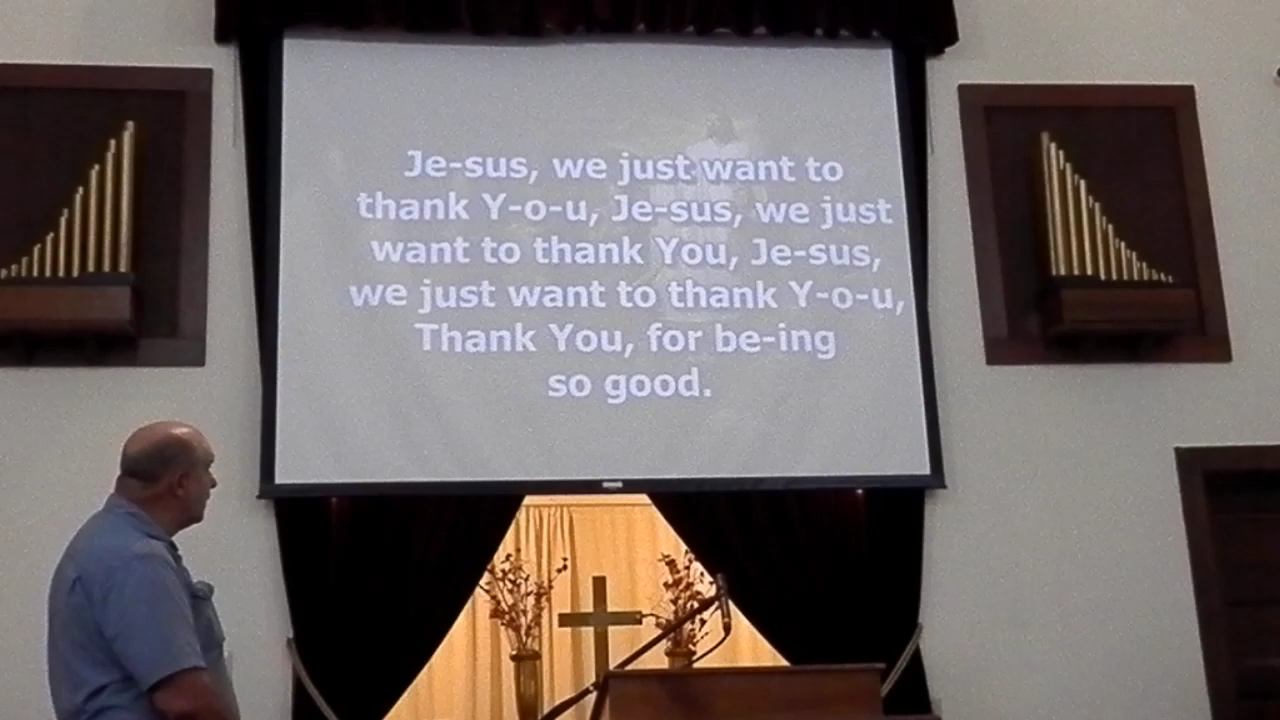 Je-sus, we just want to
thank Y-o-u, Je-sus, we just
want to thank You, Je-sus,
we just want to thank Y-o-u,
Thank You, for be-ing
so good.